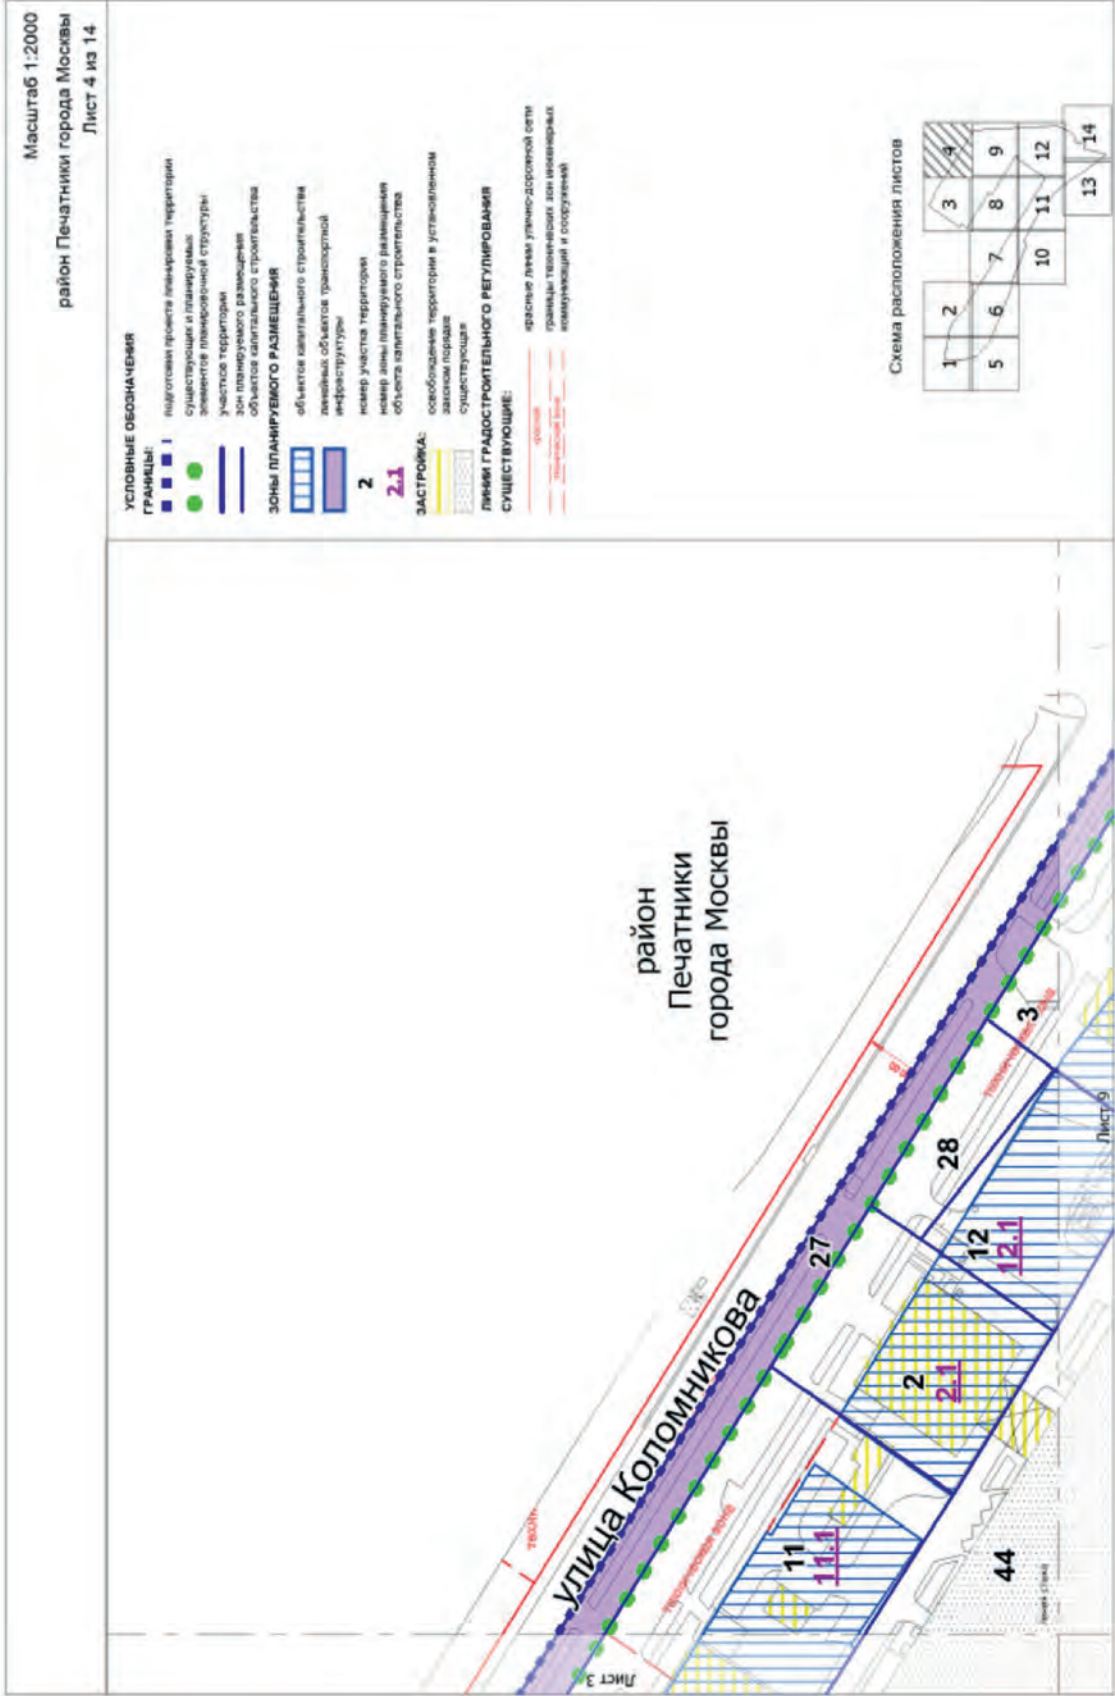 Масштаб 1:2000
район Печатники города Москвы
Лист 4 из 14
УСЛОВНЫЕ ОБОЗНАЧЕНИЯ
ГРАНИЦЫ:
подготовки проекта планировки территории
существующих и планируемых
элементов планировочной структуры
участков территории
зон планируемого размещения
объектов капитального строительства
ЗОНЫ ПЛАНИРУЕМОГО РАЗМЕЩЕНИЯ
объектов капитального строительства
линейных объектов транспортной
инфраструктуры
2 номер участка территории
2.1 номер зоны планируемого размещения
объекта капитального строительства
ЗАСТРОЙКА:
освобождение территории в установленном
законом порядке
существующая
ЛИНИИ ГРАДОСТРОИТЕЛЬНОГО РЕГУЛИРОВАНИЯ
СУЩЕСТВУЮЩИЕ:
красные линии улично-дорожной сети
границы технических зон инженерных
коммуникаций и сооружений
Схема расположения листов
1 2 3 4
5 6 7 8 9
10 11 12
13 14
район
Печатники
города Москвы
улица Коломникова
27
28
3
техническая зона
12
12.1
2
2.1
11
11.1
44
техническая зона
Лист 3
Лист 9